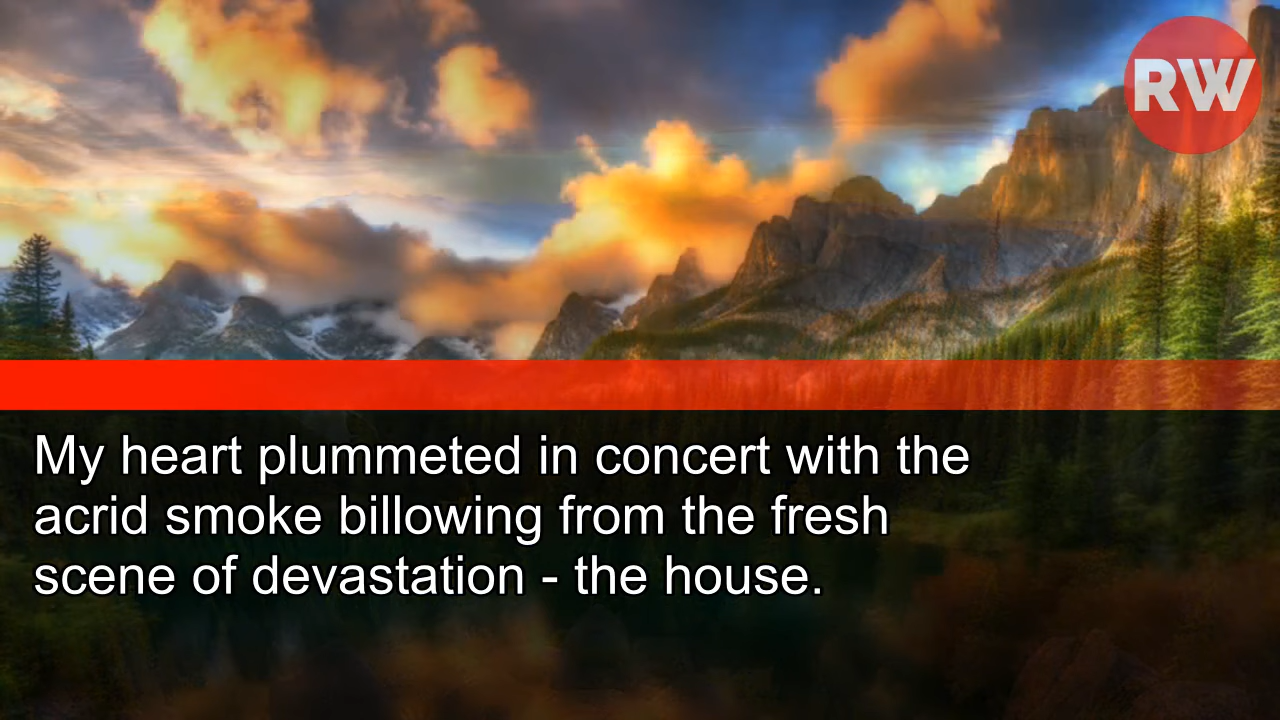 RW
My heart plummeted in concert with the
acrid smoke billowing from the fresh
scene of devastation - the house.